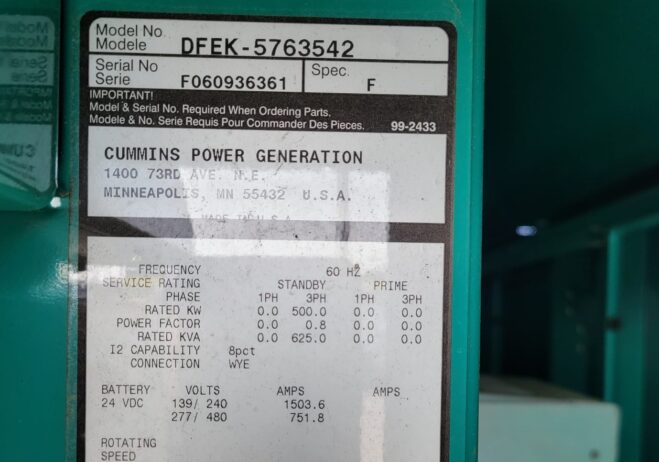 Model No.
Modele
DFEK-5763542
Serial No
Serie
F060936361
Spec.
F
IMPORTANT!
Model & Serial No. Required When Ordering Parts.
Modele & No. Serie Requis Pour Commander Des Pieces.
99-2433
CUMMINS POWER GENERATION
1400 73RD AVE. N.E.
MINNEAPOLIS, MN 55432 U.S.A.
MADE IN U.S.A.
FREQUENCY 60 HZ
SERVICE RATING STANDBY PRIME
PHASE 1PH 3PH 1PH 3PH
RATED KW 0.0 500.0 0.0 0.0
POWER FACTOR 0.0 0.8 0.0 0.0
RATED KVA 0.0 625.0 0.0 0.0
I2 CAPABILITY 8pct
CONNECTION WYE
BATTERY VOLTS AMPS AMPS
24 VDC 139/ 240 1503.6
277/ 480 751.8
ROTATING
SPEED